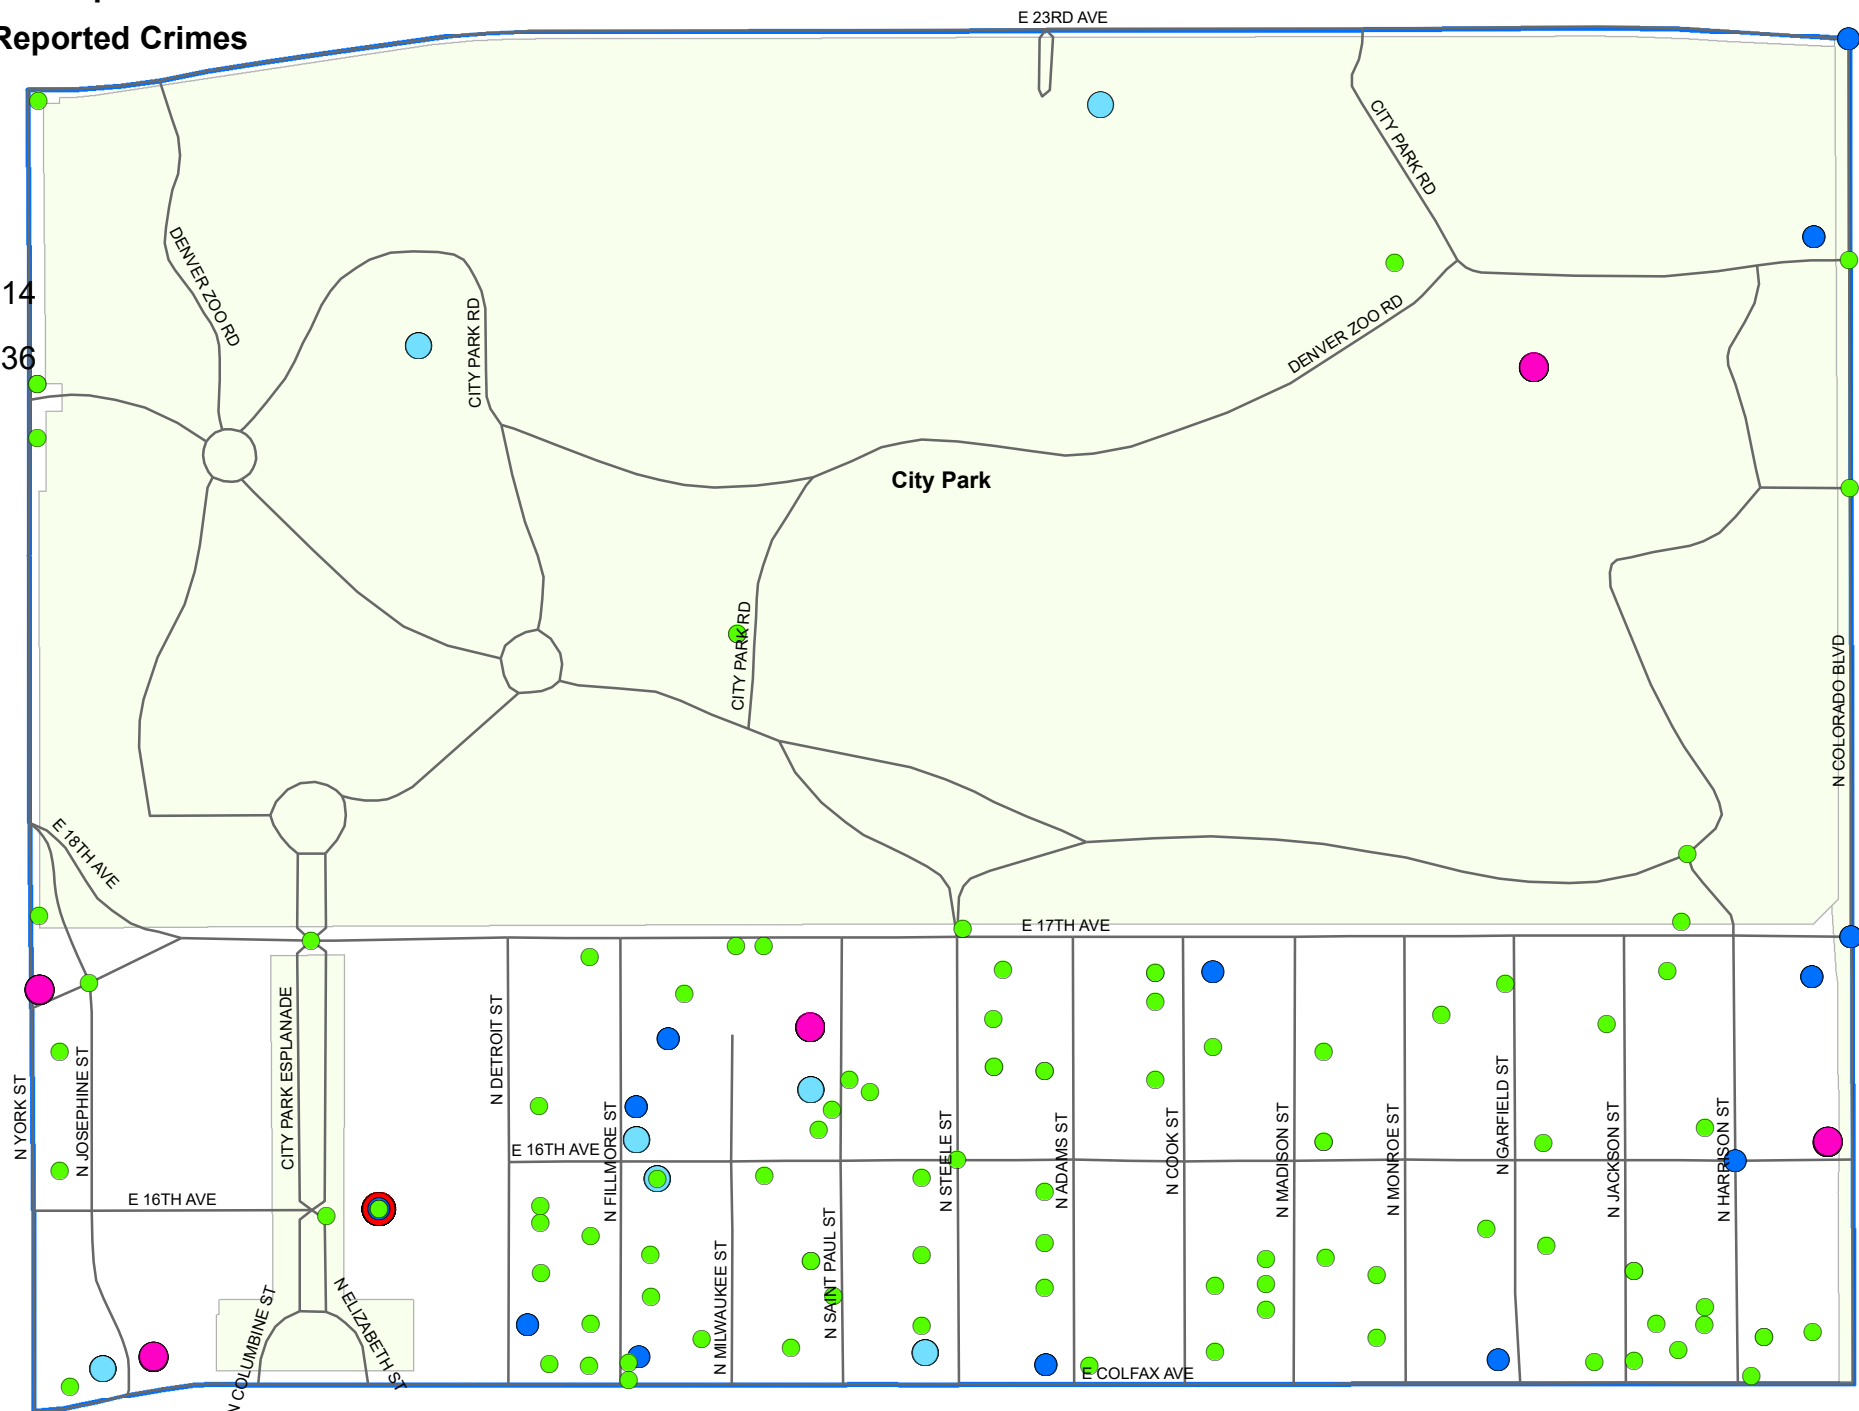 E 23RD AVE
Reported Crimes
CITY PARK RD
DENVER ZOO RD
14
CITY PARK RD
DENVER ZOO RD
36
City Park
CITY PARK RD
N COLORADO BLVD
E 18TH AVE
E 17TH AVE
CITY PARK ESPLANADE
N DETROIT ST
N YORK ST
N JOSEPHINE ST
N FILLMORE ST
N STEELE ST
N ADAMS ST
N COOK ST
N MADISON ST
N MONROE ST
N GARFIELD ST
N JACKSON ST
N HARRISON ST
E 16TH AVE
E 16TH AVE
N MILWAUKEE ST
N SAINT PAUL ST
N COLUMBINE ST
N ELIZABETH ST
E COLFAX AVE